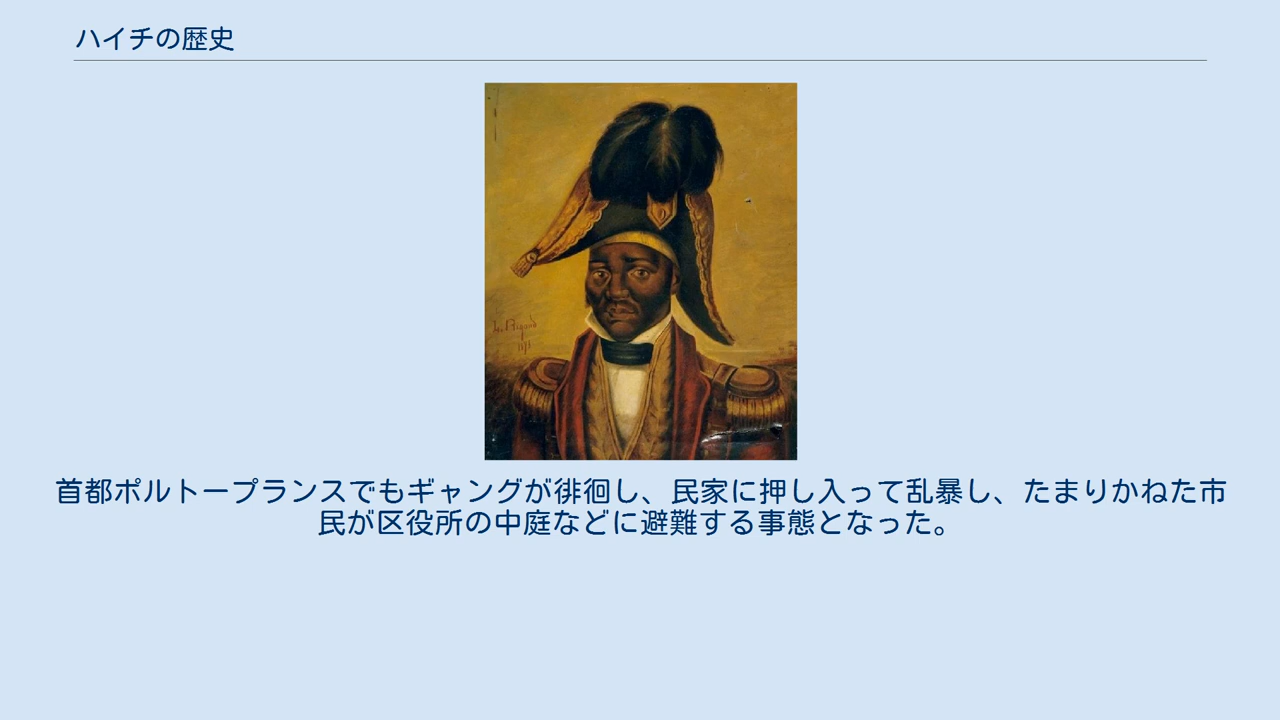 ハイチの歴史
首都ポルトープランスでもギャングが徘徊し、民家に押し入って乱暴し、たまりかねた市
民が区役所の中庭などに避難する事態となった。